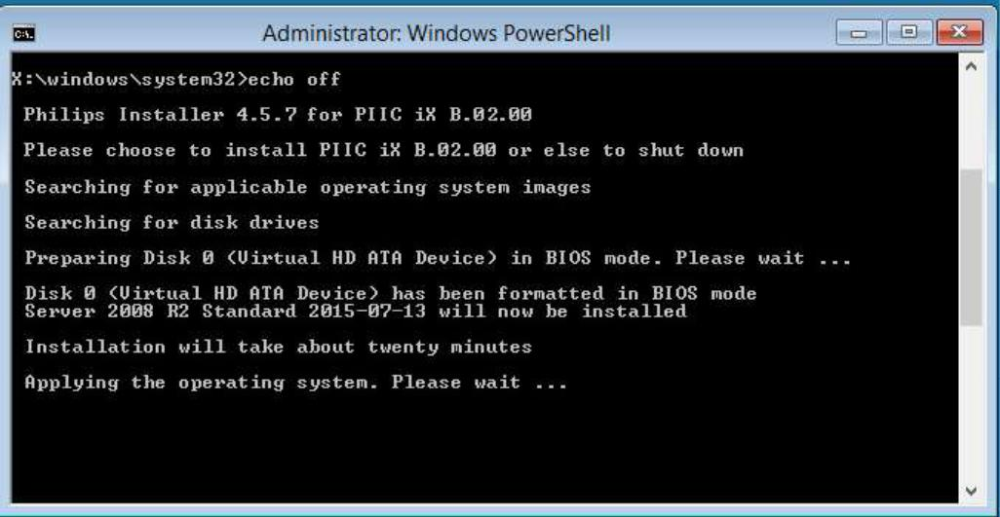 Administrator: Windows PowerShell
X:\windows\system32>echo off
Philips Installer 4.5.7 for PIIC iX B.02.00
Please choose to install PIIC iX B.02.00 or else to shut down
Searching for applicable operating system images
Searching for disk drives
Preparing Disk 0 (Virtual HD ATA Device) in BIOS mode. Please wait ...
Disk 0 (Virtual HD ATA Device) has been formatted in BIOS mode
Server 2008 R2 Standard 2015-07-13 will now be installed
Installation will take about twenty minutes
Applying the operating system. Please wait ...